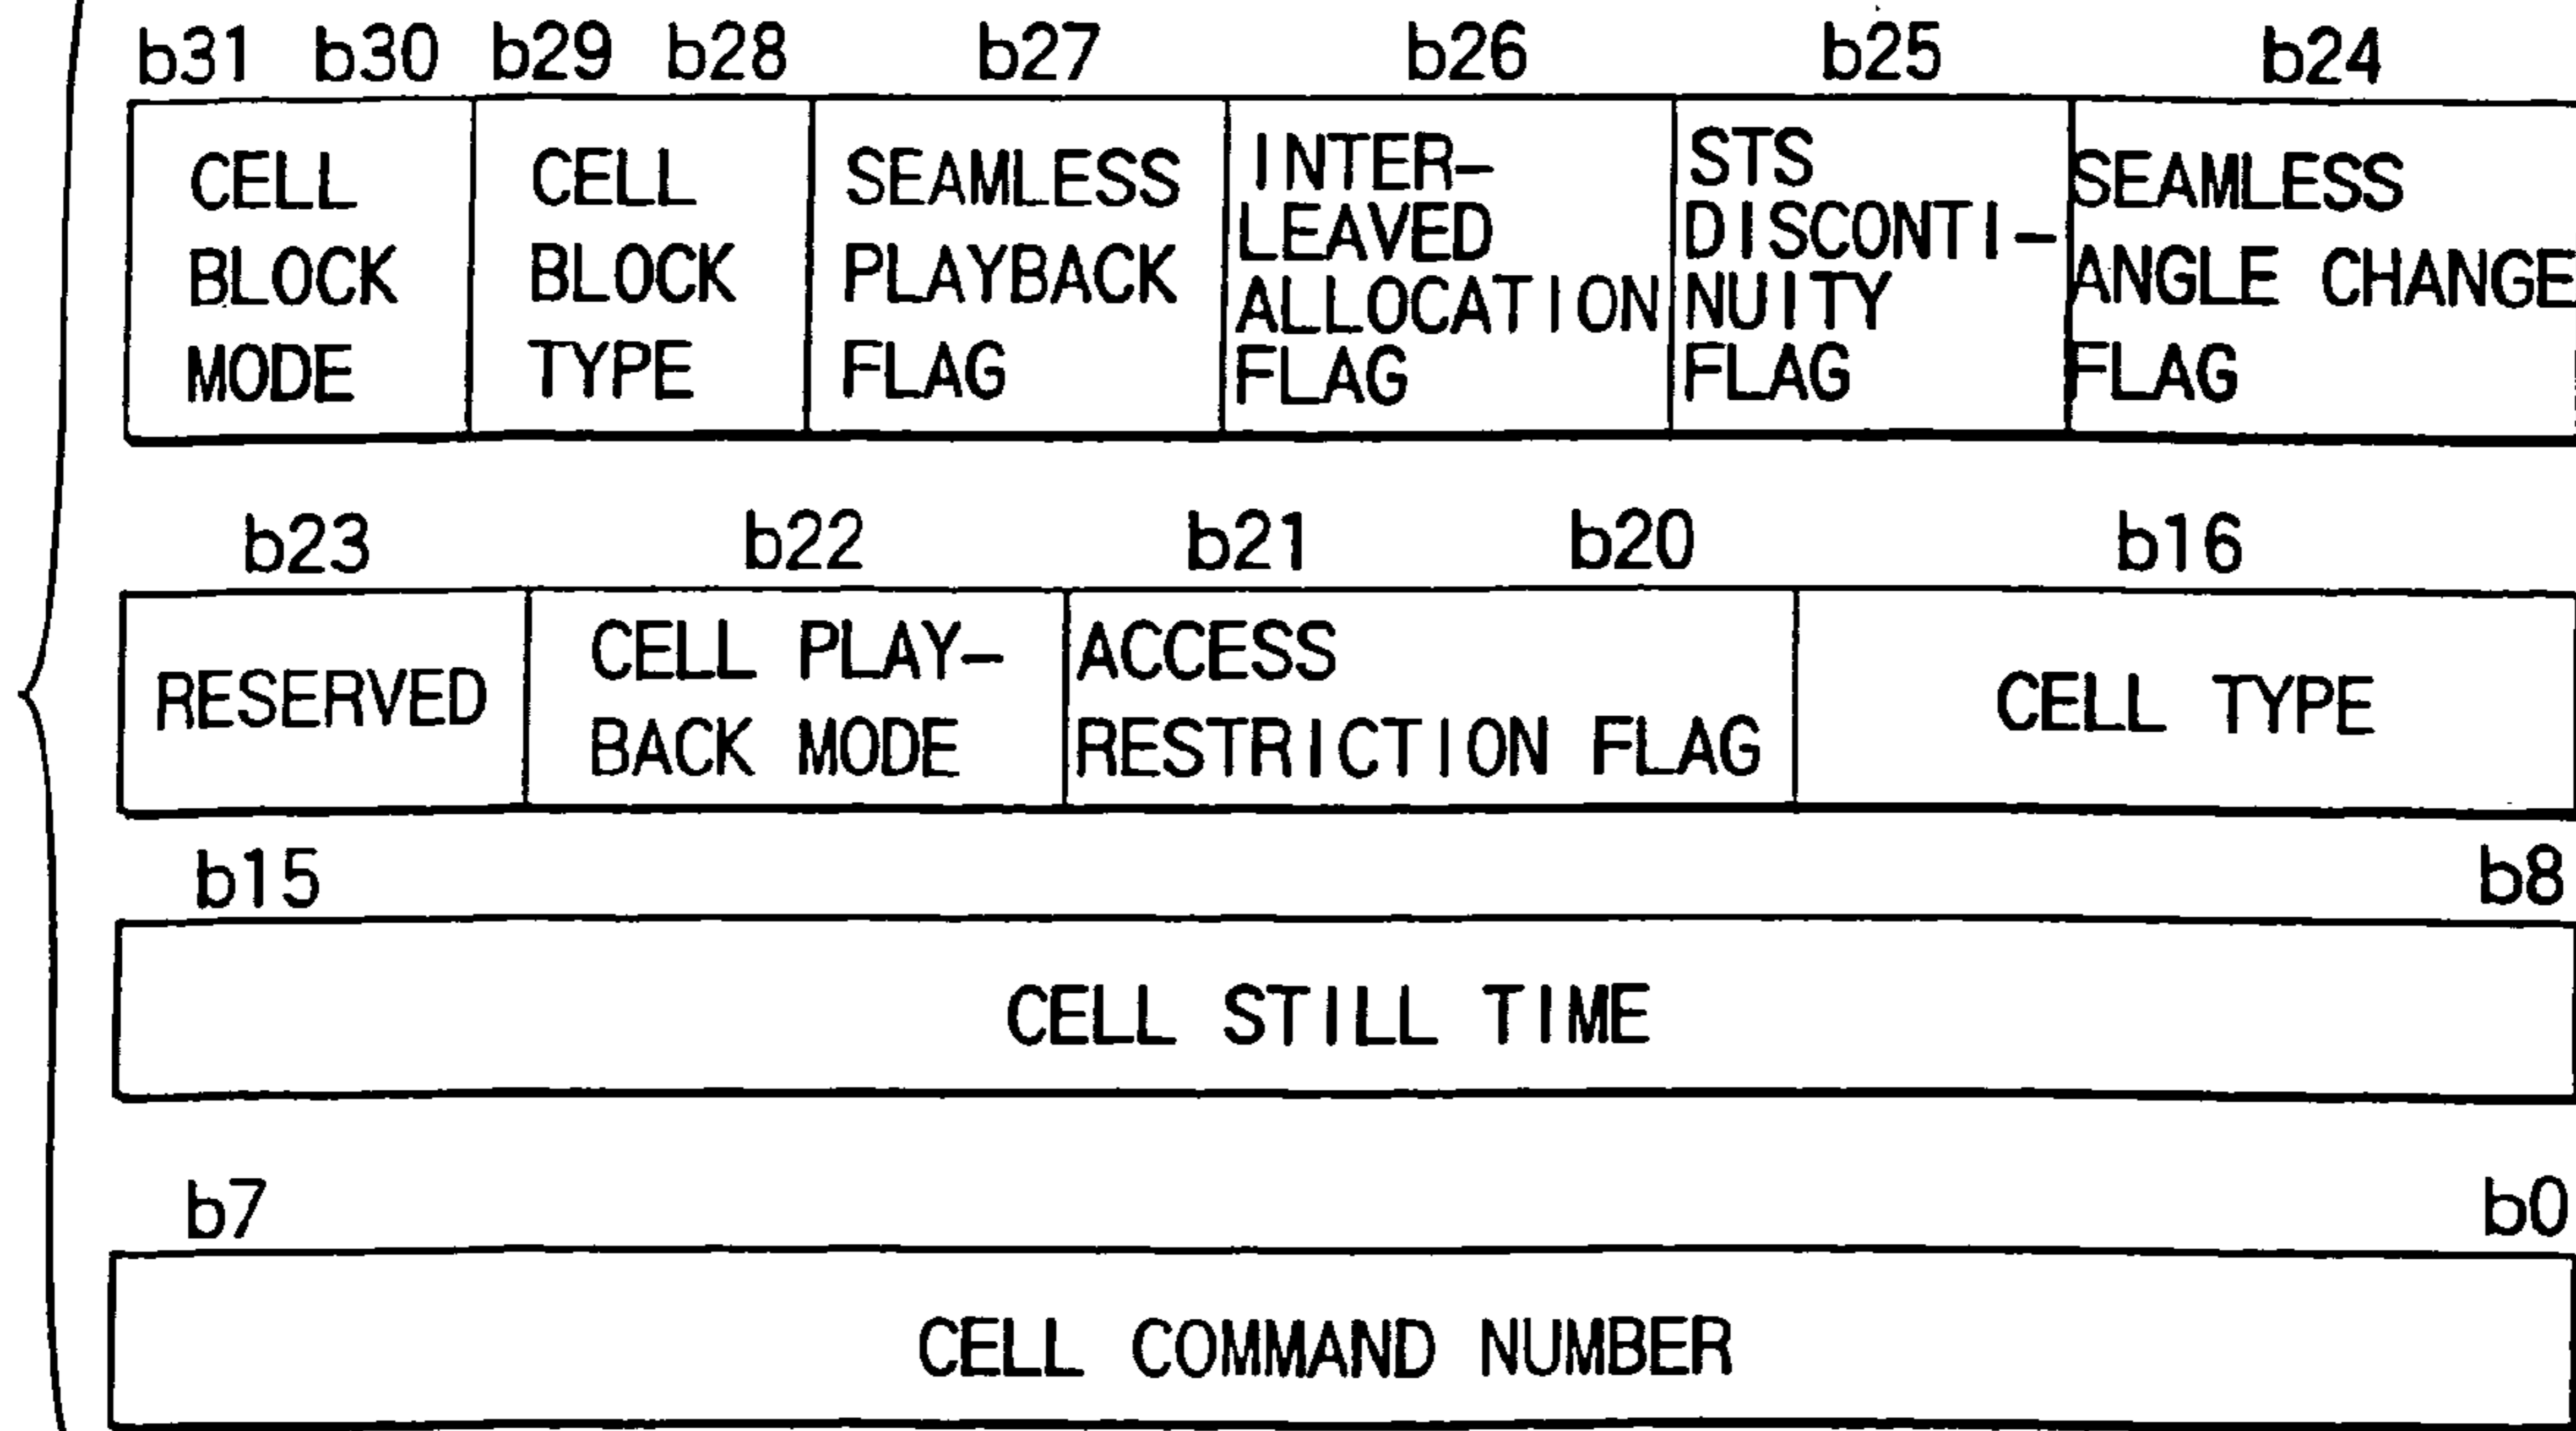 b31 b30 b29 b28 b27 b26 b25 b24
CELL BLOCK MODE
CELL BLOCK TYPE
SEAMLESS PLAYBACK FLAG
INTER-
LEAVED
ALLOCATION
FLAG
STS
DISCONTI-
NUITY
FLAG
SEAMLESS
ANGLE CHANGE
FLAG
b23 b22 b21 b20 b16
RESERVED
CELL PLAY-
BACK MODE
ACCESS
RESTRICTION FLAG
CELL TYPE
b15 b8
CELL STILL TIME
b7 b0
CELL COMMAND NUMBER